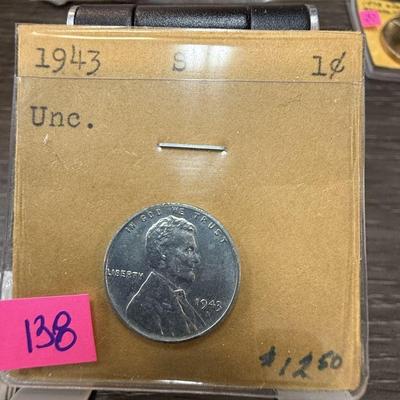 1943 S 1¢
Unc.
IN GOD WE TRUST
LIBERTY
1943
S
138
$12.50